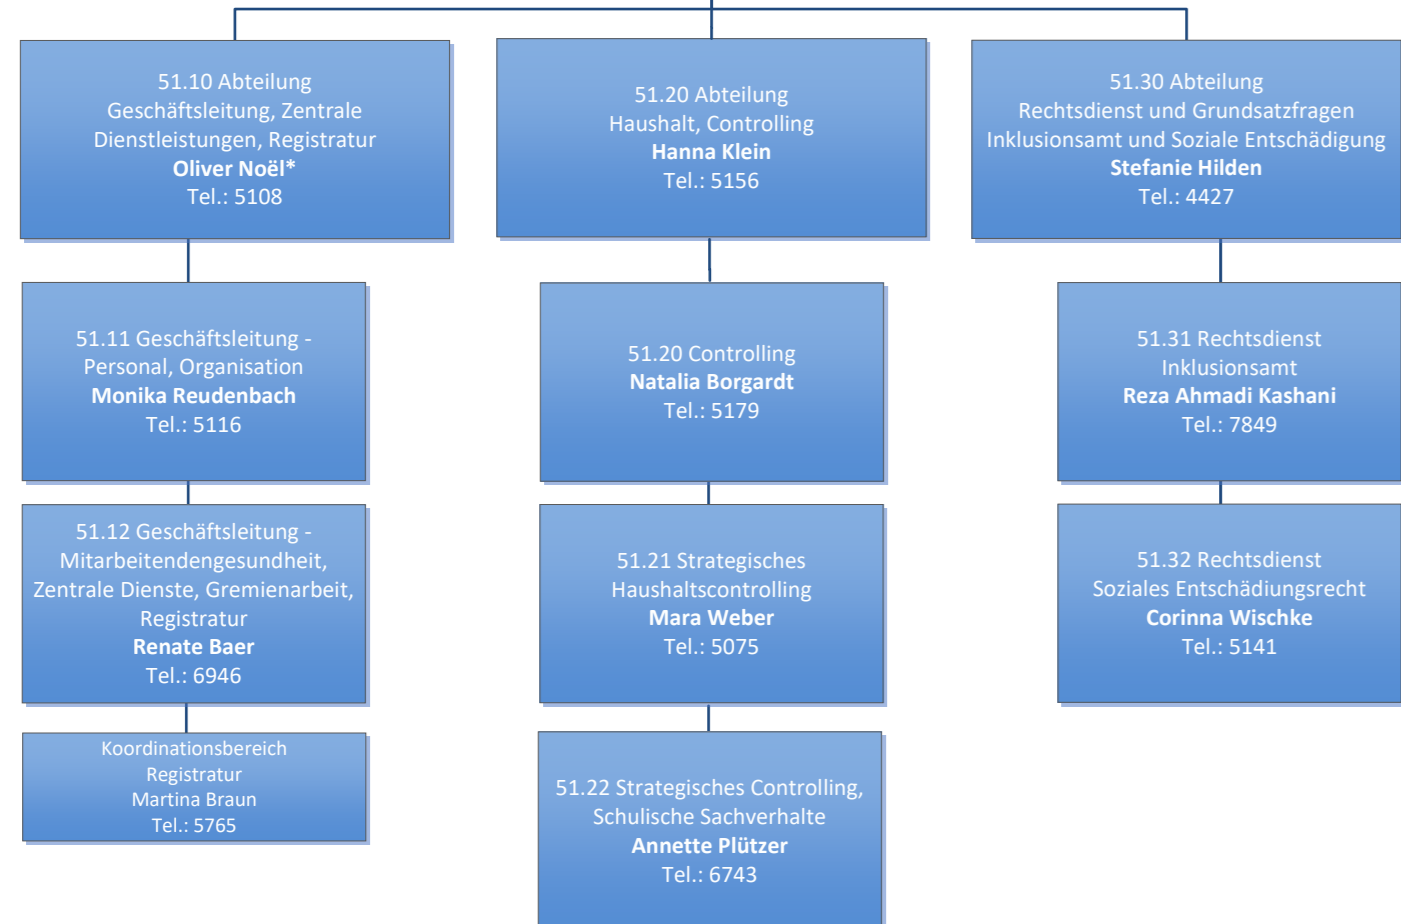 51.10 Abteilung
Geschäftsleitung, Zentrale
Dienstleistungen, Registratur
Oliver Noël*
Tel.: 5108
51.20 Abteilung
Haushalt, Controlling
Hanna Klein
Tel.: 5156
51.30 Abteilung
Rechtsdienst und Grundsatzfragen
Inklusionsamt und Soziale Entschädigung
Stefanie Hilden
Tel.: 4427
51.11 Geschäftsleitung -
Personal, Organisation
Monika Reudenbach
Tel.: 5116
51.20 Controlling
Natalia Borgardt
Tel.: 5179
51.31 Rechtsdienst
Inklusionsamt
Reza Ahmadi Kashani
Tel.: 7849
51.12 Geschäftsleitung -
Mitarbeitendengesundheit,
Zentrale Dienste, Gremienarbeit,
Registratur
Renate Baer
Tel.: 6946
51.21 Strategisches
Haushaltscontrolling
Mara Weber
Tel.: 5075
51.32 Rechtsdienst
Soziales Entschädiungsrecht
Corinna Wischke
Tel.: 5141
Koordinationsbereich
Registratur
Martina Braun
Tel.: 5765
51.22 Strategisches Controlling,
Schulische Sachverhalte
Annette Plützer
Tel.: 6743